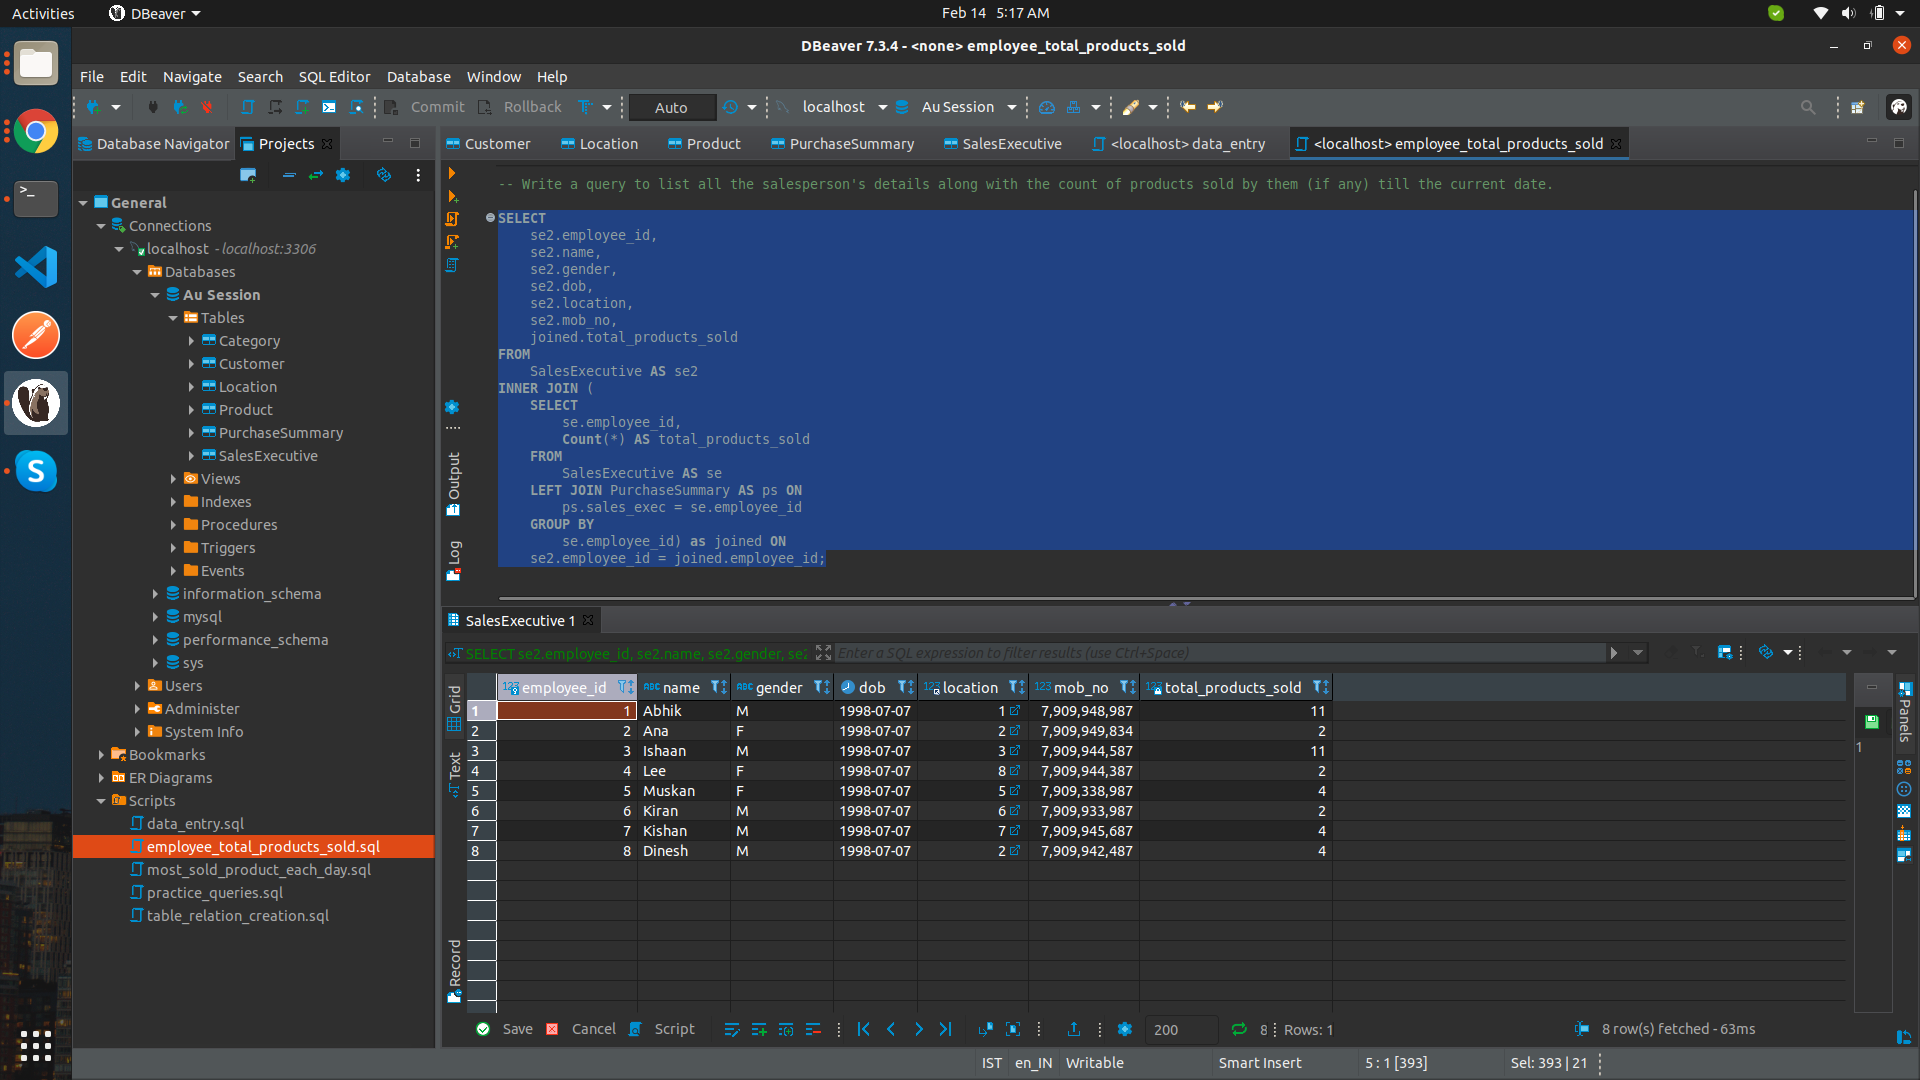 Activities
DBeaver
Feb 14 5:17 AM
DBeaver 7.3.4 - <none> employee_total_products_sold
File Edit Navigate Search SQL Editor Database Window Help
Commit Rollback Auto localhost Au Session
Database Navigator Projects
Customer Location Product PurchaseSummary SalesExecutive <localhost> data_entry <localhost> employee_total_products_sold
General
Connections
localhost - localhost:3306
Databases
Au Session
Tables
Category
Customer
Location
Product
PurchaseSummary
SalesExecutive
Views
Indexes
Procedures
Triggers
Events
information_schema
mysql
performance_schema
sys
Users
Administer
System Info
Bookmarks
ER Diagrams
Scripts
data_entry.sql
employee_total_products_sold.sql
most_sold_product_each_day.sql
practice_queries.sql
table_relation_creation.sql
-- Write a query to list all the salesperson's details along with the count of products sold by them (if any) till the current date.
SELECT
se2.employee_id,
se2.name,
se2.gender,
se2.dob,
se2.location,
se2.mob_no,
joined.total_products_sold
FROM
SalesExecutive AS se2
INNER JOIN (
SELECT
se.employee_id,
Count(*) AS total_products_sold
FROM
SalesExecutive AS se
LEFT JOIN PurchaseSummary AS ps ON
ps.sales_exec = se.employee_id
GROUP BY
se.employee_id) as joined ON
se2.employee_id = joined.employee_id;
Output
Log
SalesExecutive 1
SELECT se2.employee_id, se2.name, se2.gender, se2
Enter a SQL expression to filter results (use Ctrl+Space)
Grid
Text
Record
Panels
employee_id name gender dob location mob_no total_products_sold
1 1 Abhik M 1998-07-07 1 7,909,948,987 11
2 2 Ana F 1998-07-07 2 7,909,949,834 2
3 3 Ishaan M 1998-07-07 3 7,909,944,587 11
4 4 Lee F 1998-07-07 8 7,909,944,387 2
5 5 Muskan F 1998-07-07 5 7,909,338,987 4
6 6 Kiran M 1998-07-07 6 7,909,933,987 2
7 7 Kishan M 1998-07-07 7 7,909,945,687 4
8 8 Dinesh M 1998-07-07 2 7,909,942,487 4
1
Save Cancel Script 200 8 Rows: 1 8 row(s) fetched - 63ms
IST en_IN Writable Smart Insert 5 : 1 [393] Sel: 393 | 21